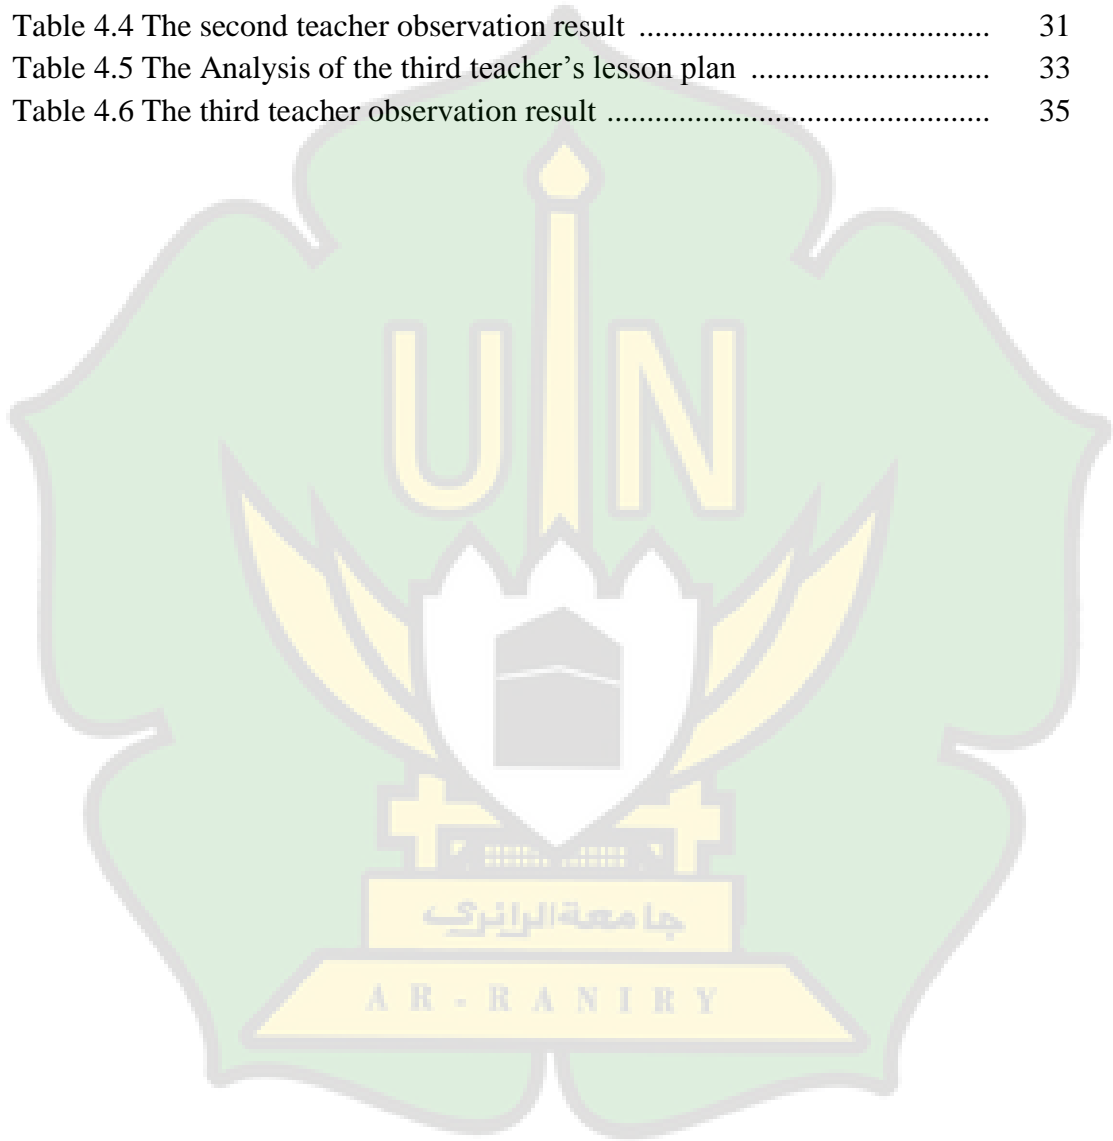 Table 4.4 The second teacher observation result ............................................ 31
Table 4.5 The Analysis of the third teacher’s lesson plan .............................. 33
Table 4.6 The third teacher observation result ................................................ 35
UIN
جامعة الرانري
AR-RANIRY